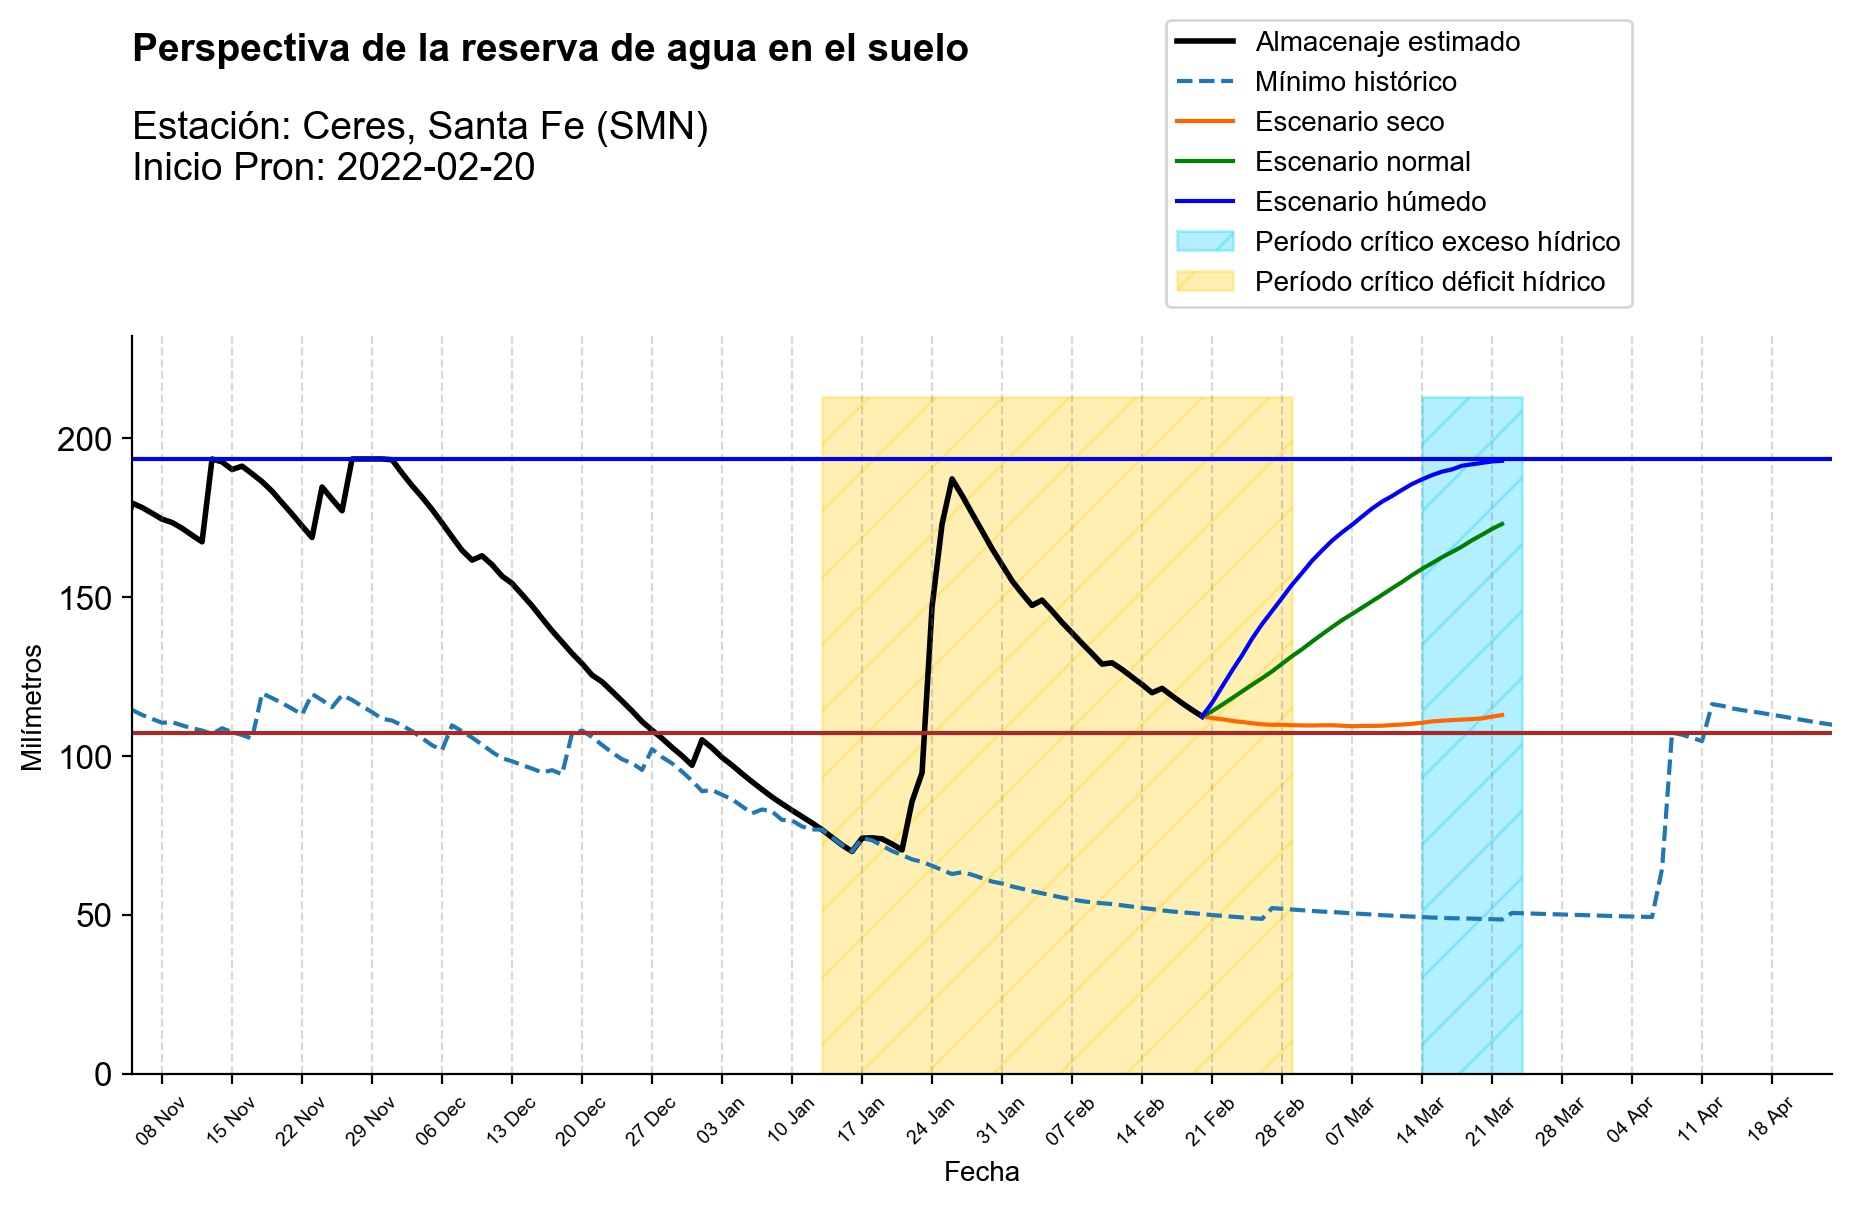 Perspectiva de la reserva de agua en el suelo
Estación: Ceres, Santa Fe (SMN)
Inicio Pron: 2022-02-20
Almacenaje estimado
Mínimo histórico
Escenario seco
Escenario normal
Escenario húmedo
Período crítico exceso hídrico
Período crítico déficit hídrico
Milímetros
200
150
100
50
0
08 Nov
15 Nov
22 Nov
29 Nov
06 Dec
13 Dec
20 Dec
27 Dec
03 Jan
10 Jan
17 Jan
24 Jan
31 Jan
07 Feb
14 Feb
21 Feb
28 Feb
07 Mar
14 Mar
21 Mar
28 Mar
04 Apr
11 Apr
18 Apr
Fecha